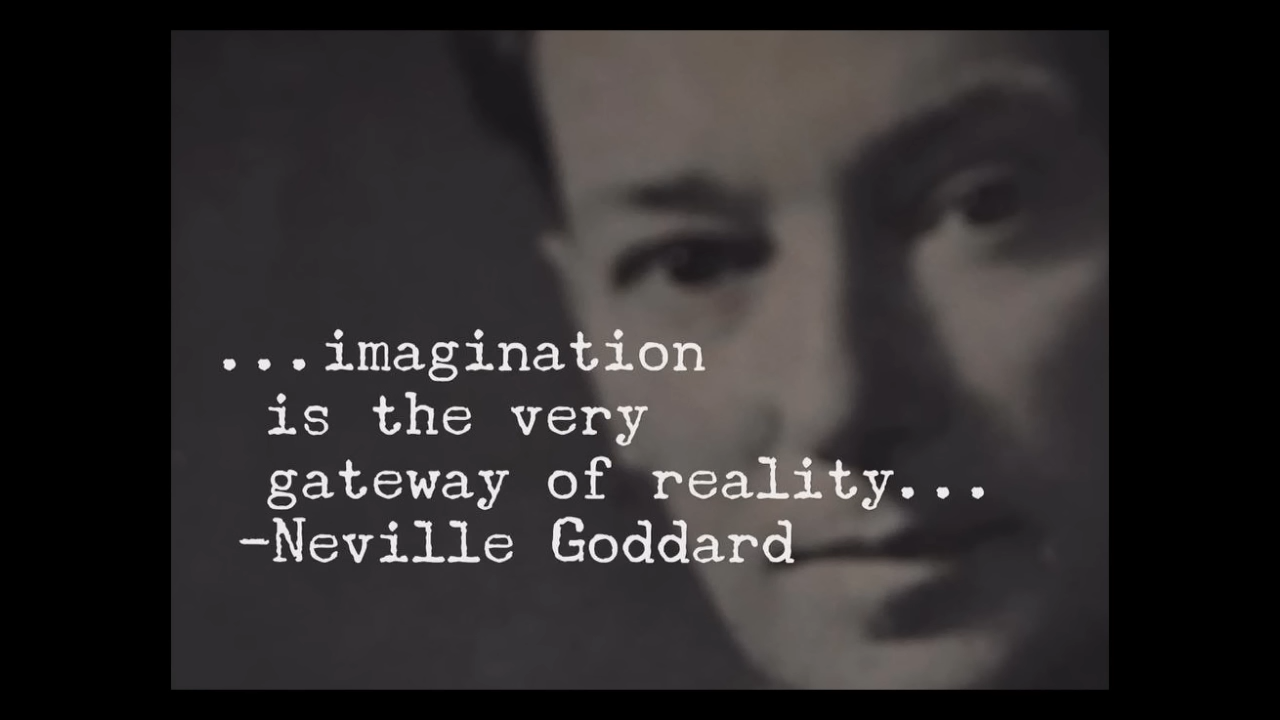 ...imagination
is the very
gateway of reality...
-Neville Goddard